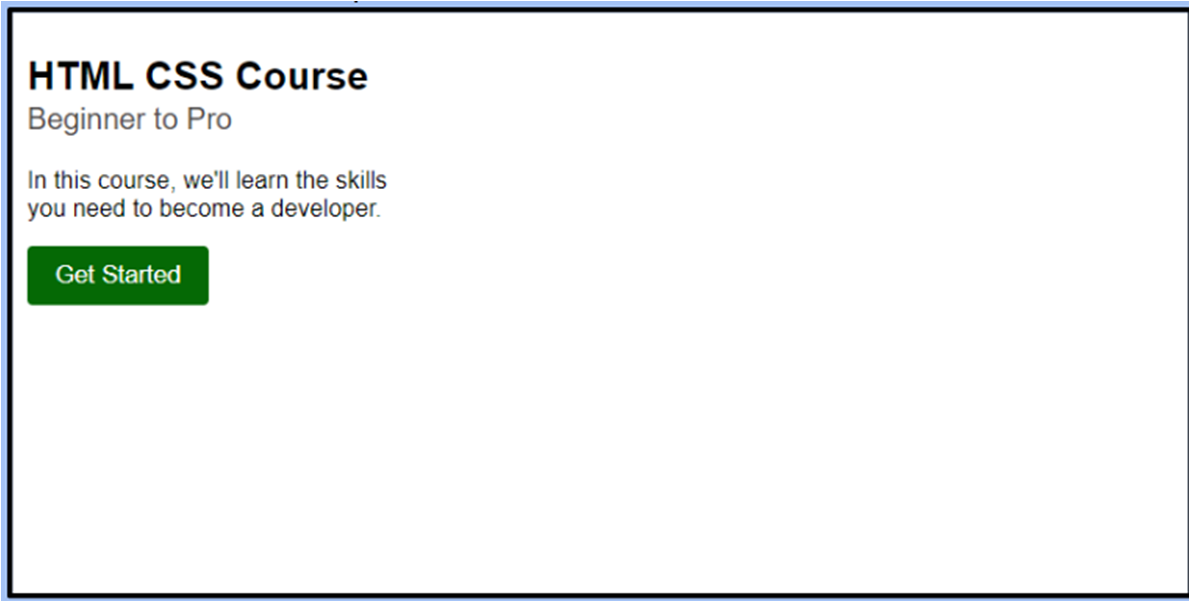 HTML CSS Course
Beginner to Pro
In this course, we'll learn the skills
you need to become a developer.
Get Started